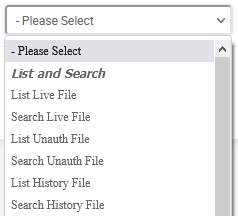 - Please Select
- Please Select
List and Search
List Live File
Search Live File
List Unauth File
Search Unauth File
List History File
Search History File